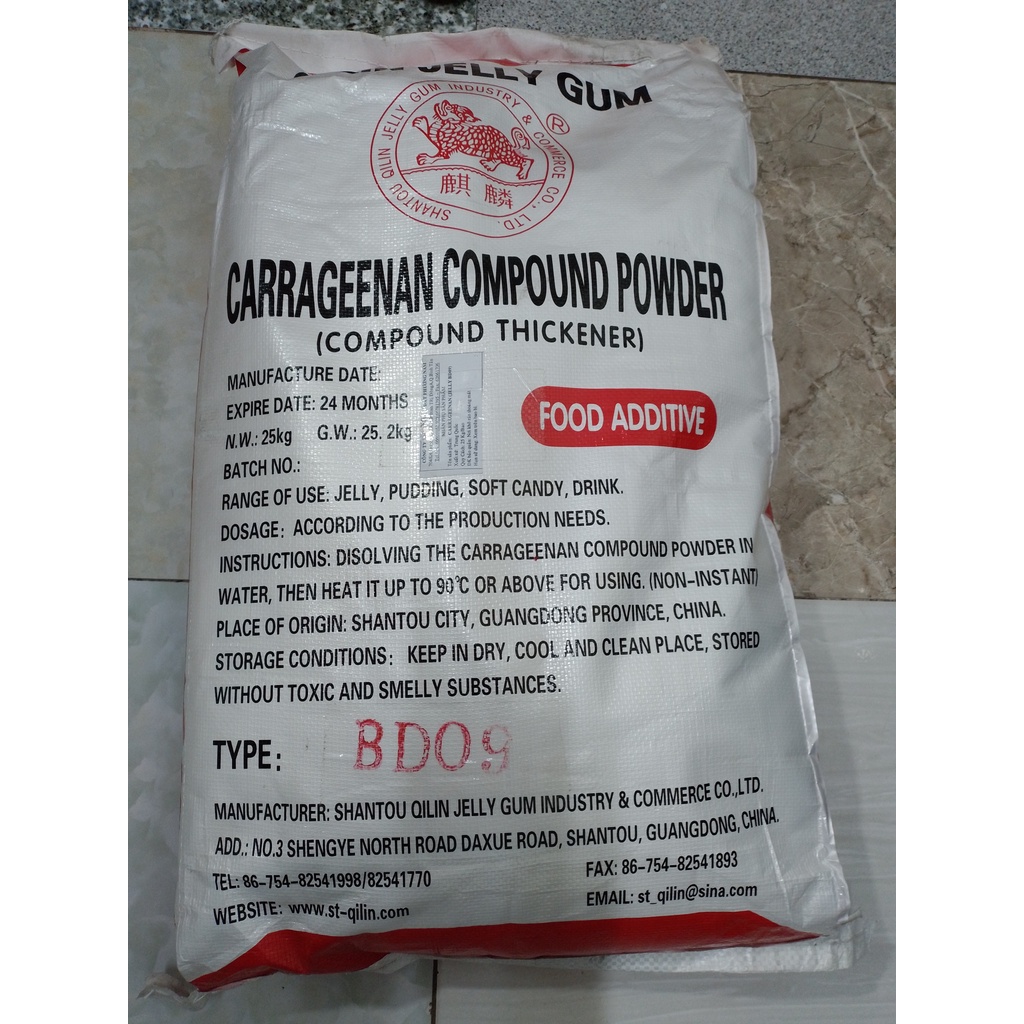 JELLY GUM
SHANTOU QILIN JELLY GUM INDUSTRY & COMMERCE CO., LTD.
®
麒麟
CARRAGEENAN COMPOUND POWDER
(COMPOUND THICKENER)
MANUFACTURE DATE:
EXPIRE DATE: 24 MONTHS
N.W.: 25kg G.W.: 25. 2kg
FOOD ADDITIVE
BATCH NO.:
RANGE OF USE: JELLY, PUDDING, SOFT CANDY, DRINK.
DOSAGE: ACCORDING TO THE PRODUCTION NEEDS.
INSTRUCTIONS: DISOLVING THE CARRAGEENAN COMPOUND POWDER IN
WATER, THEN HEAT IT UP TO 90℃ OR ABOVE FOR USING. (NON-INSTANT)
PLACE OF ORIGIN: SHANTOU CITY, GUANGDONG PROVINCE, CHINA.
STORAGE CONDITIONS: KEEP IN DRY, COOL AND CLEAN PLACE, STORED
WITHOUT TOXIC AND SMELLY SUBSTANCES.
TYPE: BD09
MANUFACTURER: SHANTOU QILIN JELLY GUM INDUSTRY & COMMERCE CO.,LTD.
ADD.: NO.3 SHENGYE NORTH ROAD DAXUE ROAD, SHANTOU, GUANGDONG, CHINA.
TEL: 86-754-82541998/82541770 FAX: 86-754-82541893
WEBSITE: www.st-qilin.com EMAIL: st_qilin@sina.com